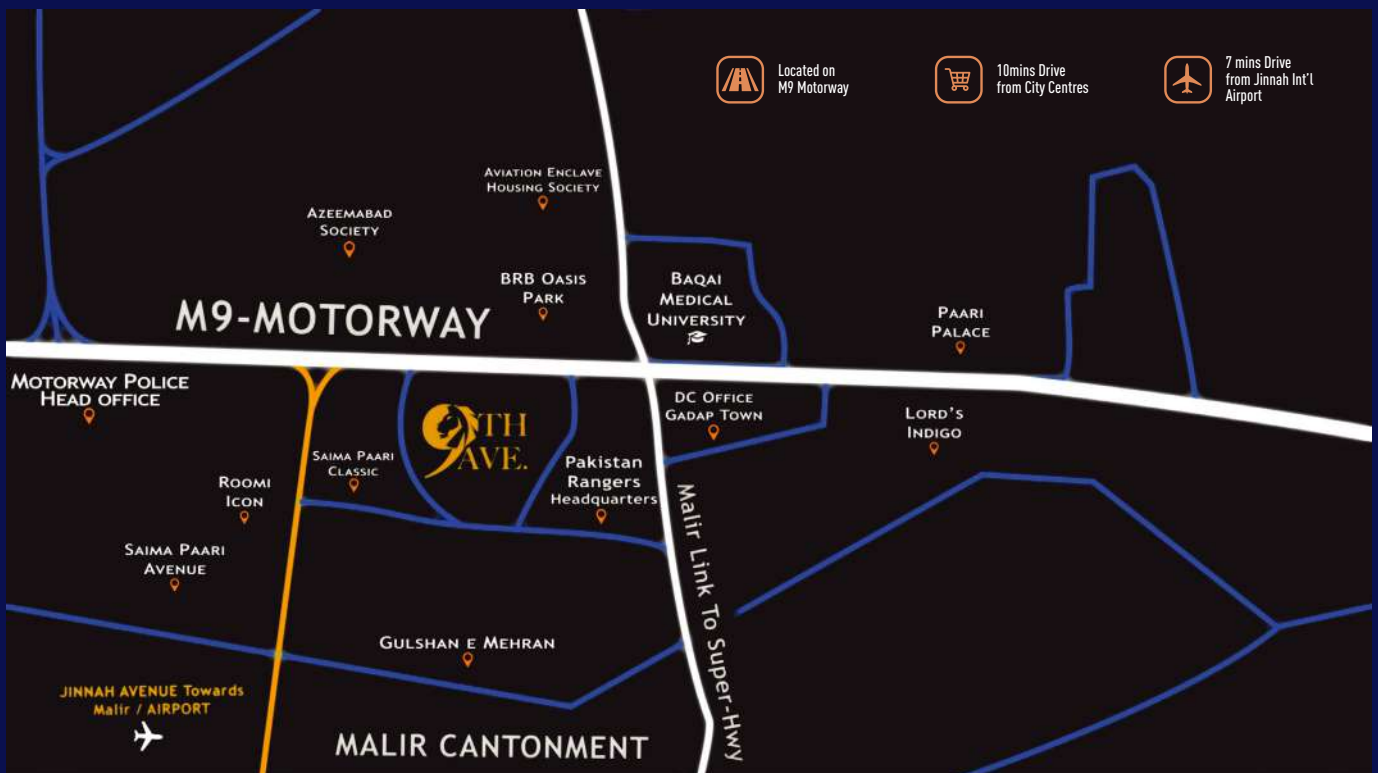 Located on
M9 Motorway
10mins Drive
from City Centres
7 mins Drive
from Jinnah Int'l
Airport
AVIATION ENCLAVE
HOUSING SOCIETY
AZEEMABAD
SOCIETY
BRB OASIS
PARK
BAQAI
MEDICAL
UNIVERSITY
M9-MOTORWAY
PAARI
PALACE
MOTORWAY POLICE
HEAD OFFICE
9TH
AVE.
DC OFFICE
GADAP TOWN
LORD'S
INDIGO
SAIMA PAARI
CLASSIC
Pakistan
Rangers
Headquarters
ROOMI
ICON
Malir Link To Super-Hwy
SAIMA PAARI
AVENUE
GULSHAN E MEHRAN
JINNAH AVENUE Towards
Malir / AIRPORT
MALIR CANTONMENT